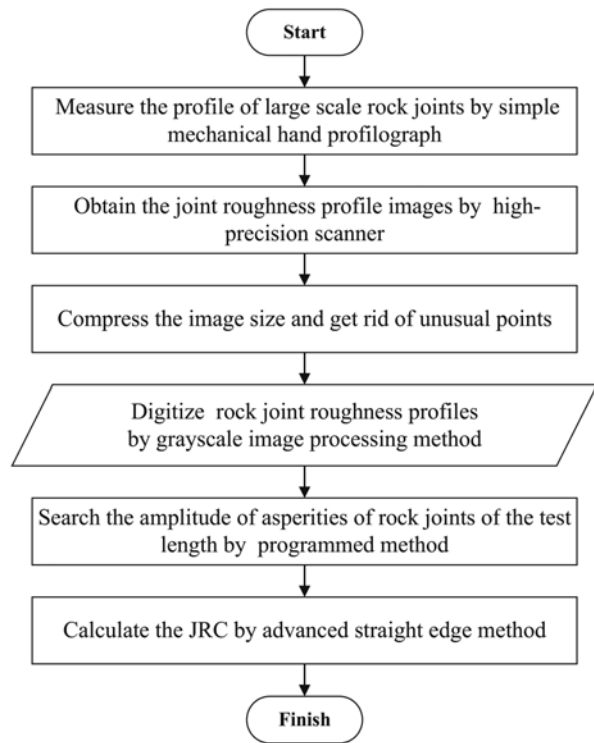 Start
Measure the profile of large scale rock joints by simple
mechanical hand profilograph
Obtain the joint roughness profile images by high-
precision scanner
Compress the image size and get rid of unusual points
Digitize rock joint roughness profiles
by grayscale image processing method
Search the amplitude of asperities of rock joints of the test
length by programmed method
Calculate the JRC by advanced straight edge method
Finish